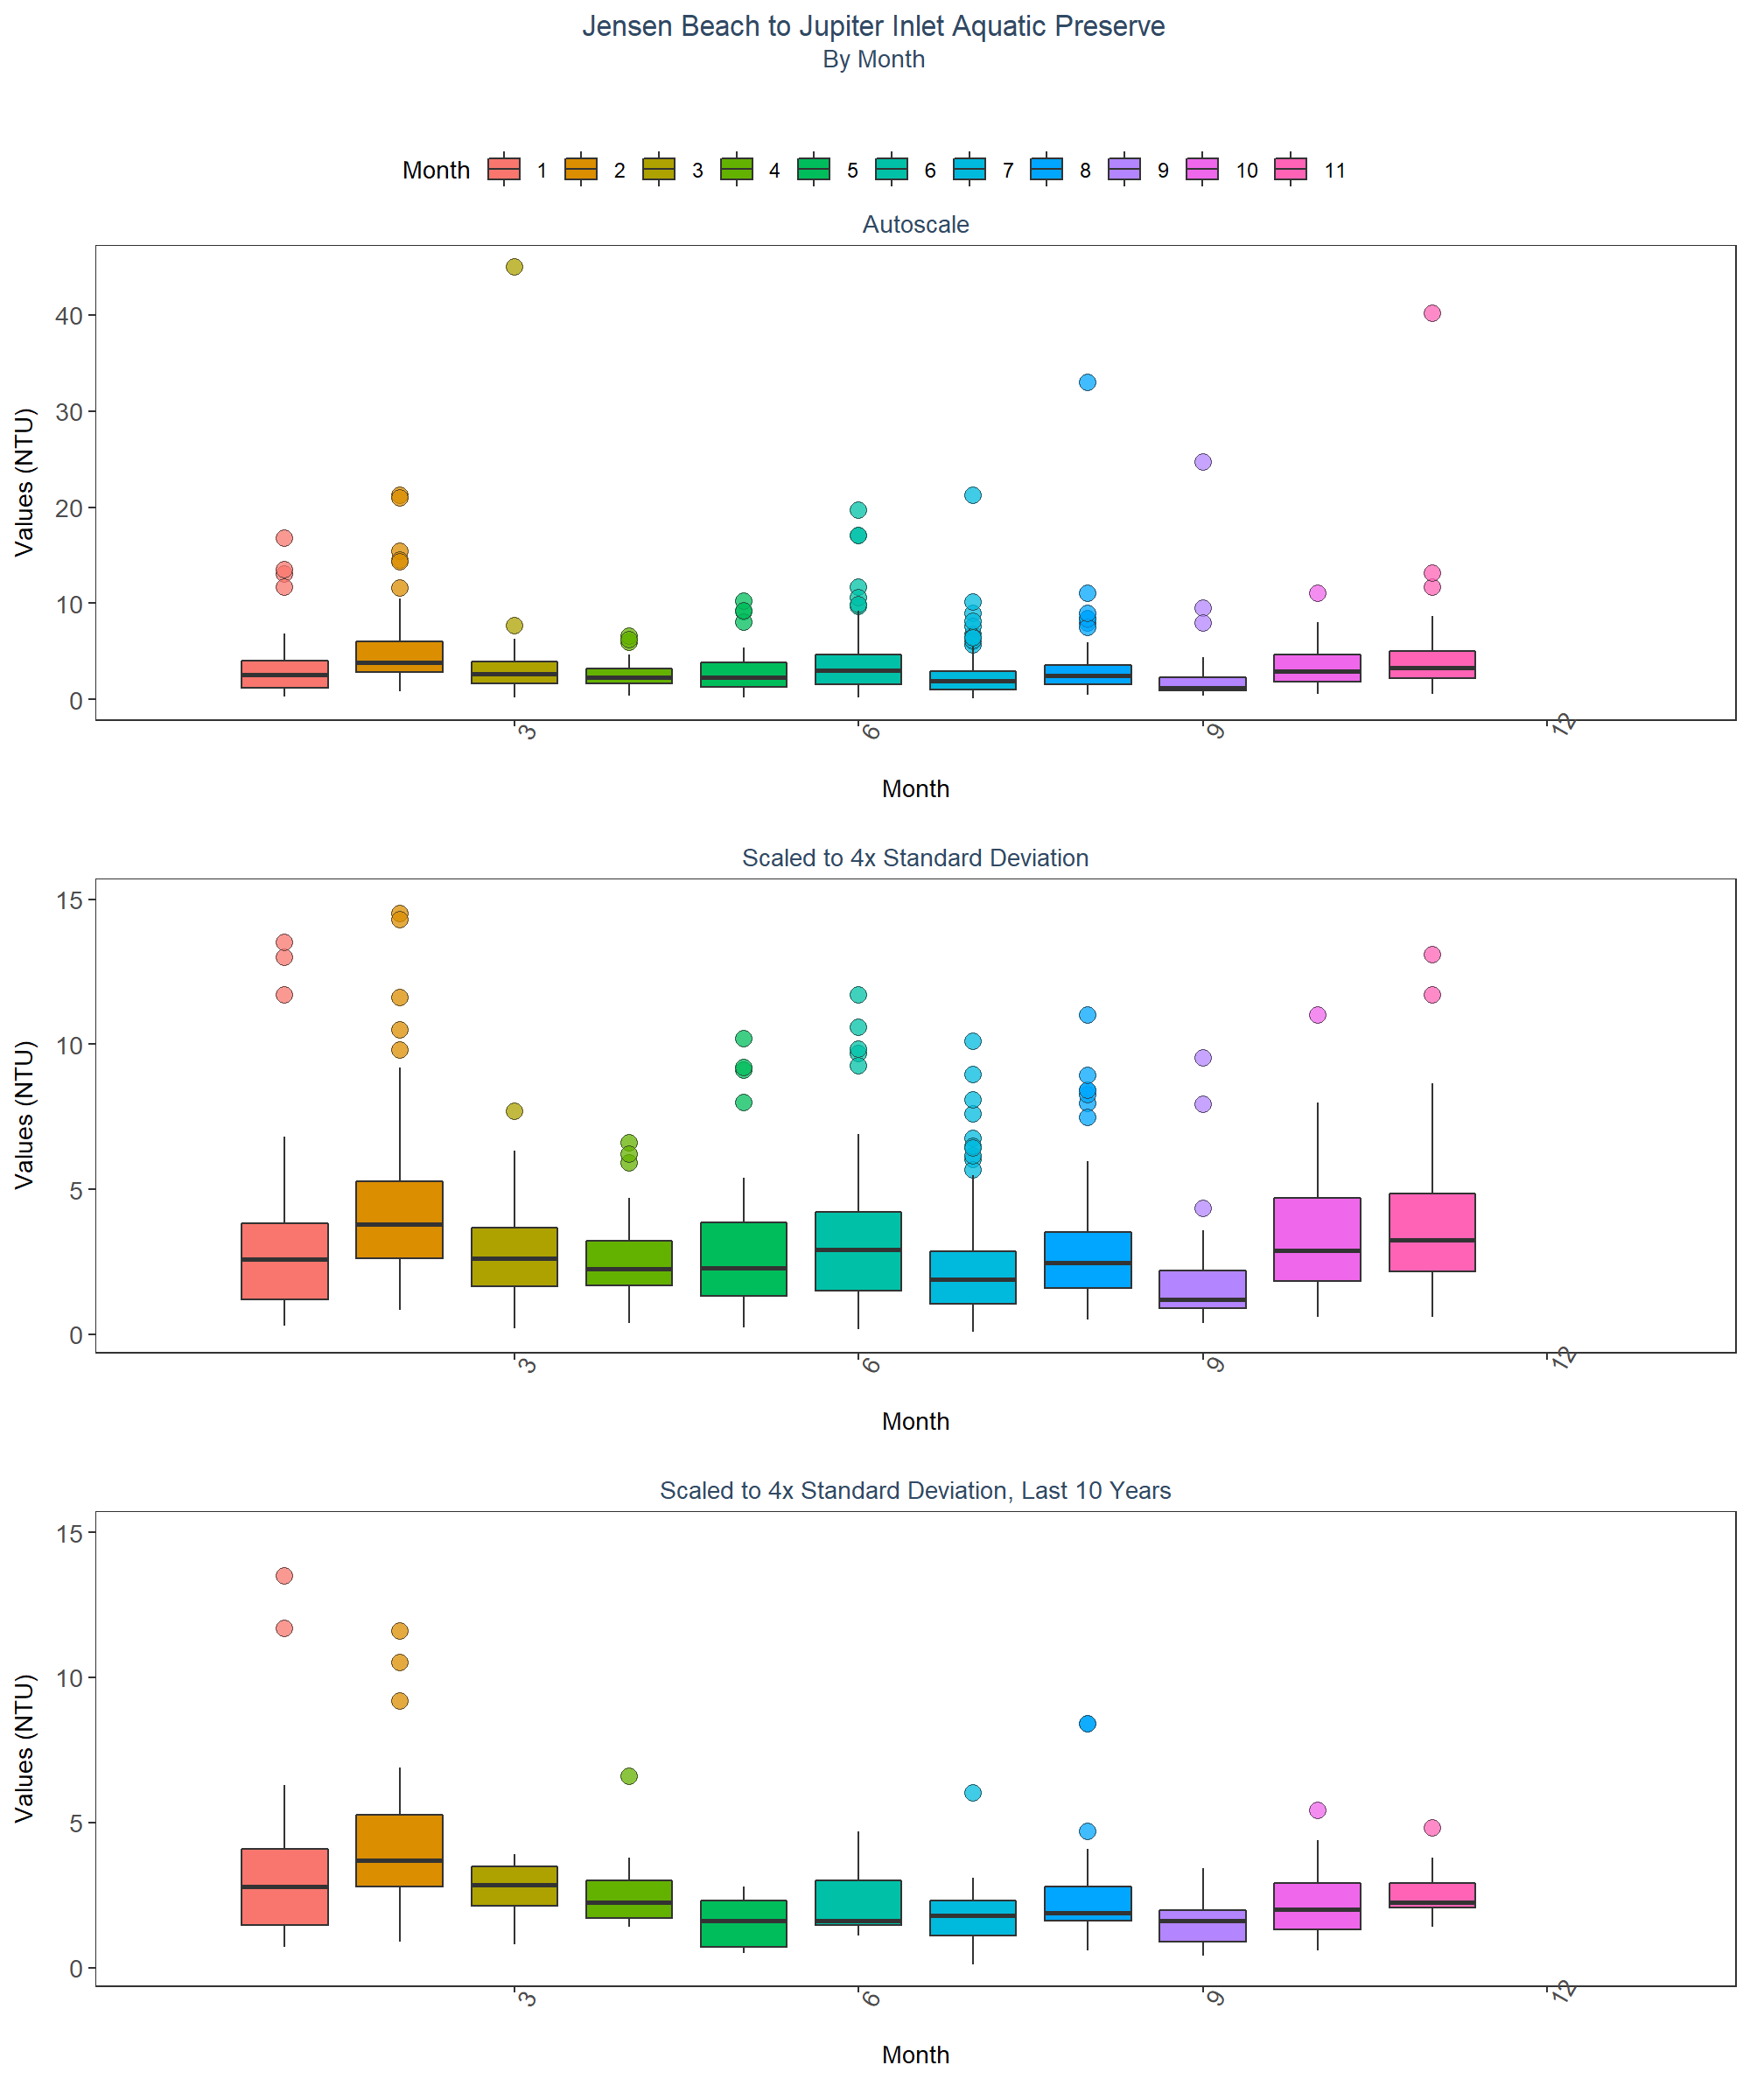 Jensen Beach to Jupiter Inlet Aquatic Preserve
By Month
Month 1 2 3 4 5 6 7 8 9 10 11
Autoscale
Values (NTU)
40
30
20
10
0
3 6 9 12
Month
Scaled to 4x Standard Deviation
Values (NTU)
15
10
5
0
3 6 9 12
Month
Scaled to 4x Standard Deviation, Last 10 Years
Values (NTU)
15
10
5
0
3 6 9 12
Month